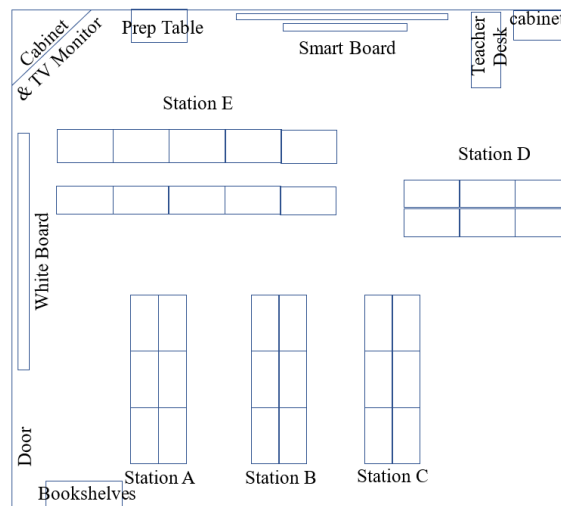 Cabinet
& TV Monitor
Prep Table
Smart Board
Teacher
Desk
cabinet
Station E
Station D
White Board
Door
Station A
Station B
Station C
Bookshelves